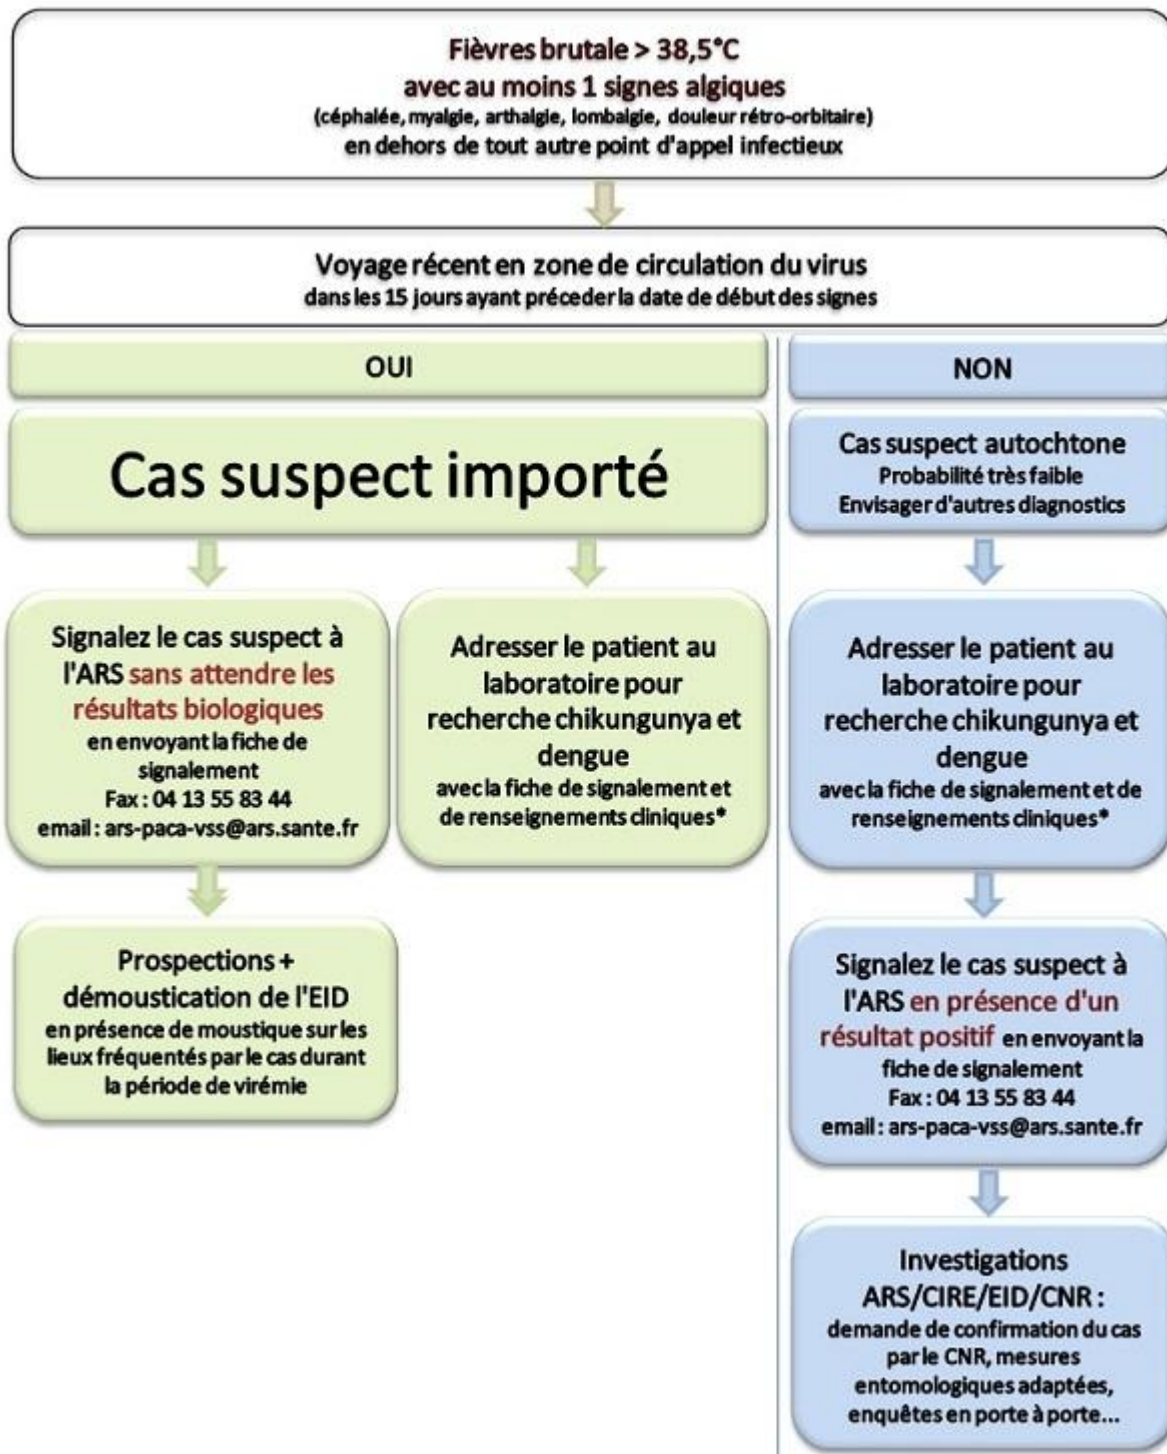 Fièvres brutale > 38,5°C
avec au moins 1 signes algiques
(céphalée, myalgie, arthalgie, lombalgie, douleur rétro-orbitaire)
en dehors de tout autre point d'appel infectieux
Voyage récent en zone de circulation du virus
dans les 15 jours ayant préceder la date de début des signes
OUI
Cas suspect importé
Signalez le cas suspect à
l'ARS sans attendre les
résultats biologiques
en envoyant la fiche de
signalement
Fax : 04 13 55 83 44
email : ars-paca-vss@ars.sante.fr
Adresser le patient au
laboratoire pour
recherche chikungunya et
dengue
avec la fiche de signalement et
de renseignements cliniques*
Prospections +
démoustication de l'EID
en présence de moustique sur les
lieux fréquentés par le cas durant
la période de virémie
NON
Cas suspect autochtone
Probabilité très faible
Envisager d'autres diagnostics
Adresser le patient au
laboratoire pour
recherche chikungunya et
dengue
avec la fiche de signalement et de
renseignements cliniques*
Signalez le cas suspect à
l'ARS en présence d'un
résultat positif en envoyant la
fiche de signalement
Fax : 04 13 55 83 44
email : ars-paca-vss@ars.sante.fr
Investigations
ARS/CIRE/EID/CNR :
demande de confirmation du cas
par le CNR, mesures
entomologiques adaptées,
enquêtes en porte à porte...